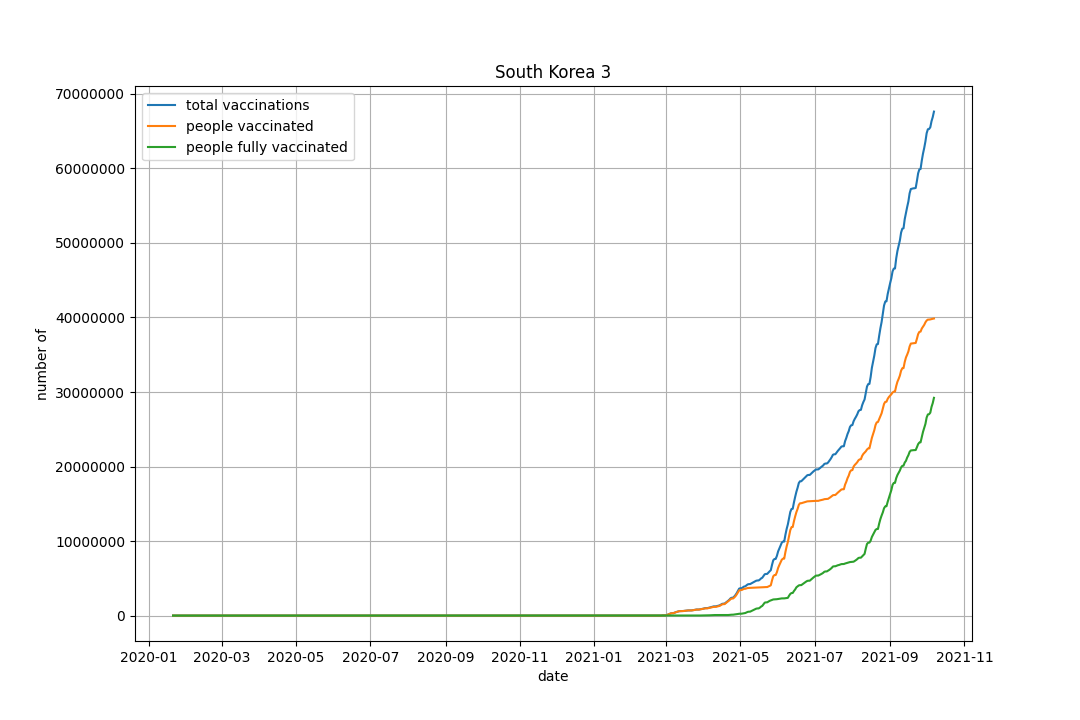 South Korea 3
total vaccinations
people vaccinated
people fully vaccinated
number of
70000000
60000000
50000000
40000000
30000000
20000000
10000000
0
2020-01 2020-03 2020-05 2020-07 2020-09 2020-11 2021-01 2021-03 2021-05 2021-07 2021-09 2021-11
date